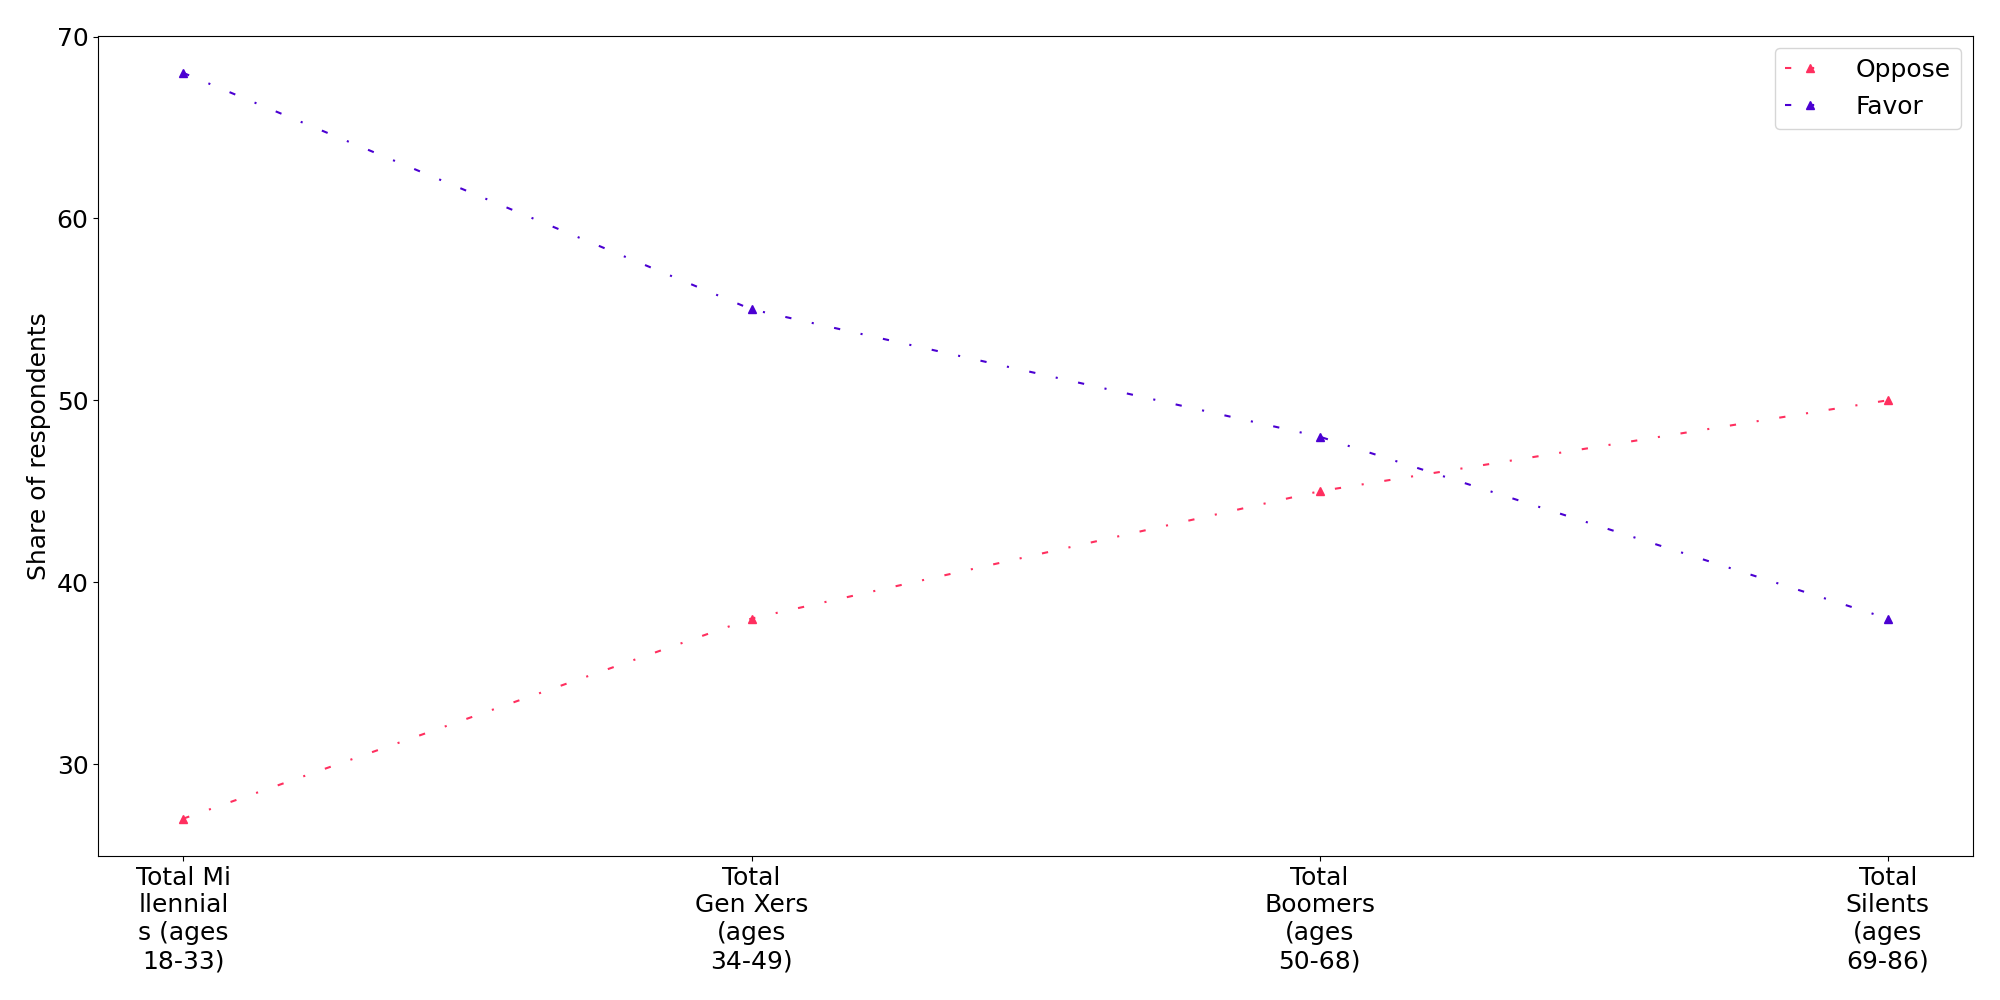 70
60
50
40
30
Share of respondents
Oppose
Favor
Total Mi
llennial
s (ages
18-33)
Total
Gen Xers
(ages
34-49)
Total
Boomers
(ages
50-68)
Total
Silents
(ages
69-86)